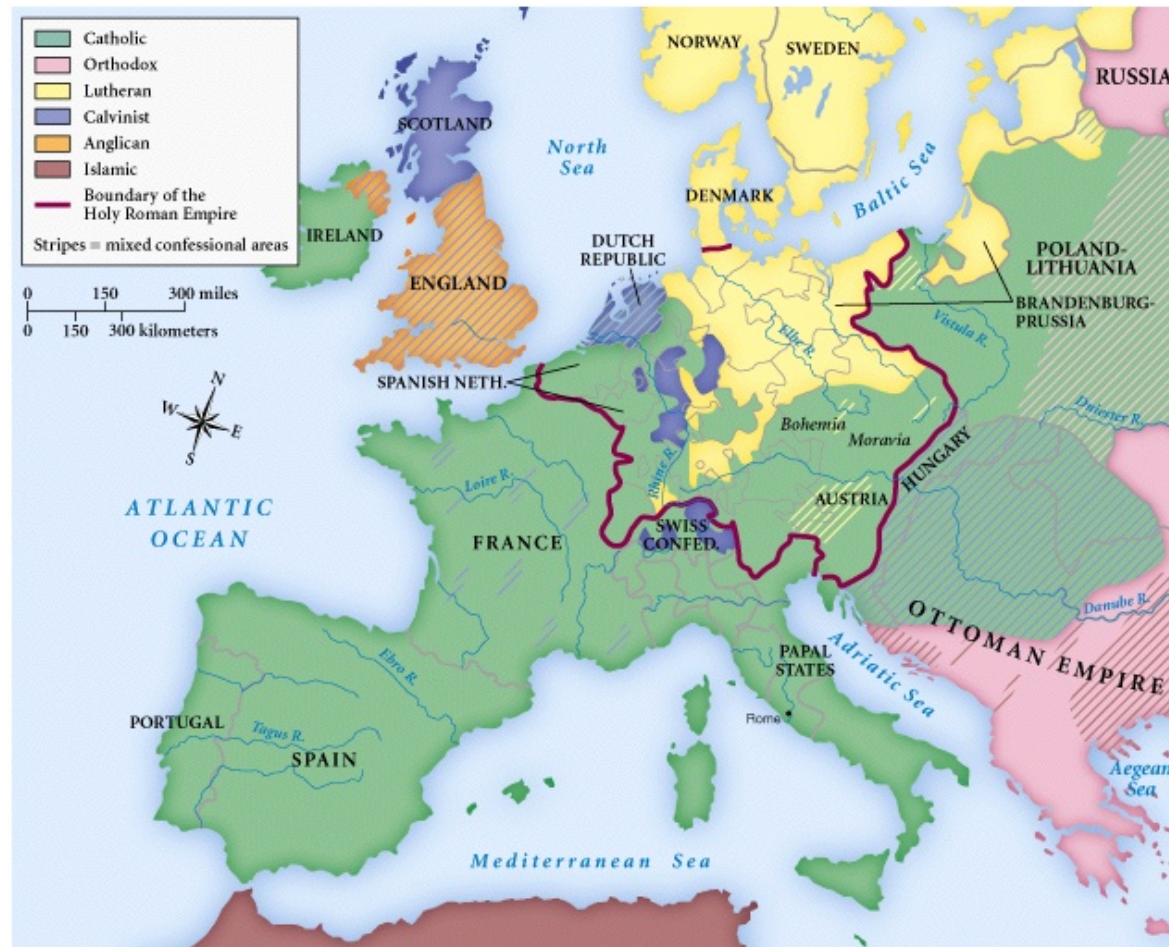 Catholic
Orthodox
Lutheran
Calvinist
Anglican
Islamic
Boundary of the
Holy Roman Empire
Stripes = mixed confessional areas
0 150 300 miles
0 150 300 kilometers
N
W
E
S
NORWAY
SWEDEN
RUSSIA
SCOTLAND
North
Sea
Baltic Sea
DENMARK
IRELAND
DUTCH
REPUBLIC
ENGLAND
POLAND-
LITHUANIA
BRANDENBURG-
PRUSSIA
Elbe R.
Vistula R.
SPANISH NETH.
Bohemia
Moravia
Dniester R.
HUNGARY
Rhine R.
Loire R.
AUSTRIA
ATLANTIC
OCEAN
FRANCE
SWISS
CONFED.
Danube R.
OTTOMAN EMPIRE
PAPAL
STATES
Adriatic Sea
Ebro R.
Rome
PORTUGAL
Tagus R.
SPAIN
Aegean
Sea
Mediterranean Sea